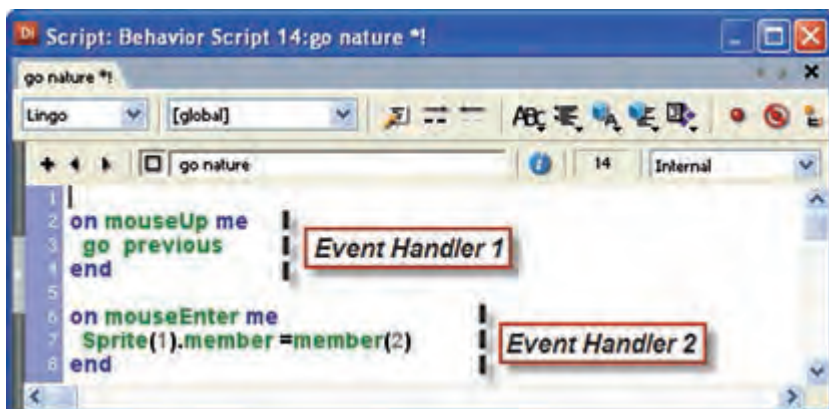 Di Script: Behavior Script 14:go nature *!
go nature *!
Lingo [global] ABC A E
go nature 14 Internal
1
2 on mouseUp me
3 go previous
4 end
Event Handler 1
5
6 on mouseEnter me
7 Sprite(1).member =member(2)
8 end
Event Handler 2